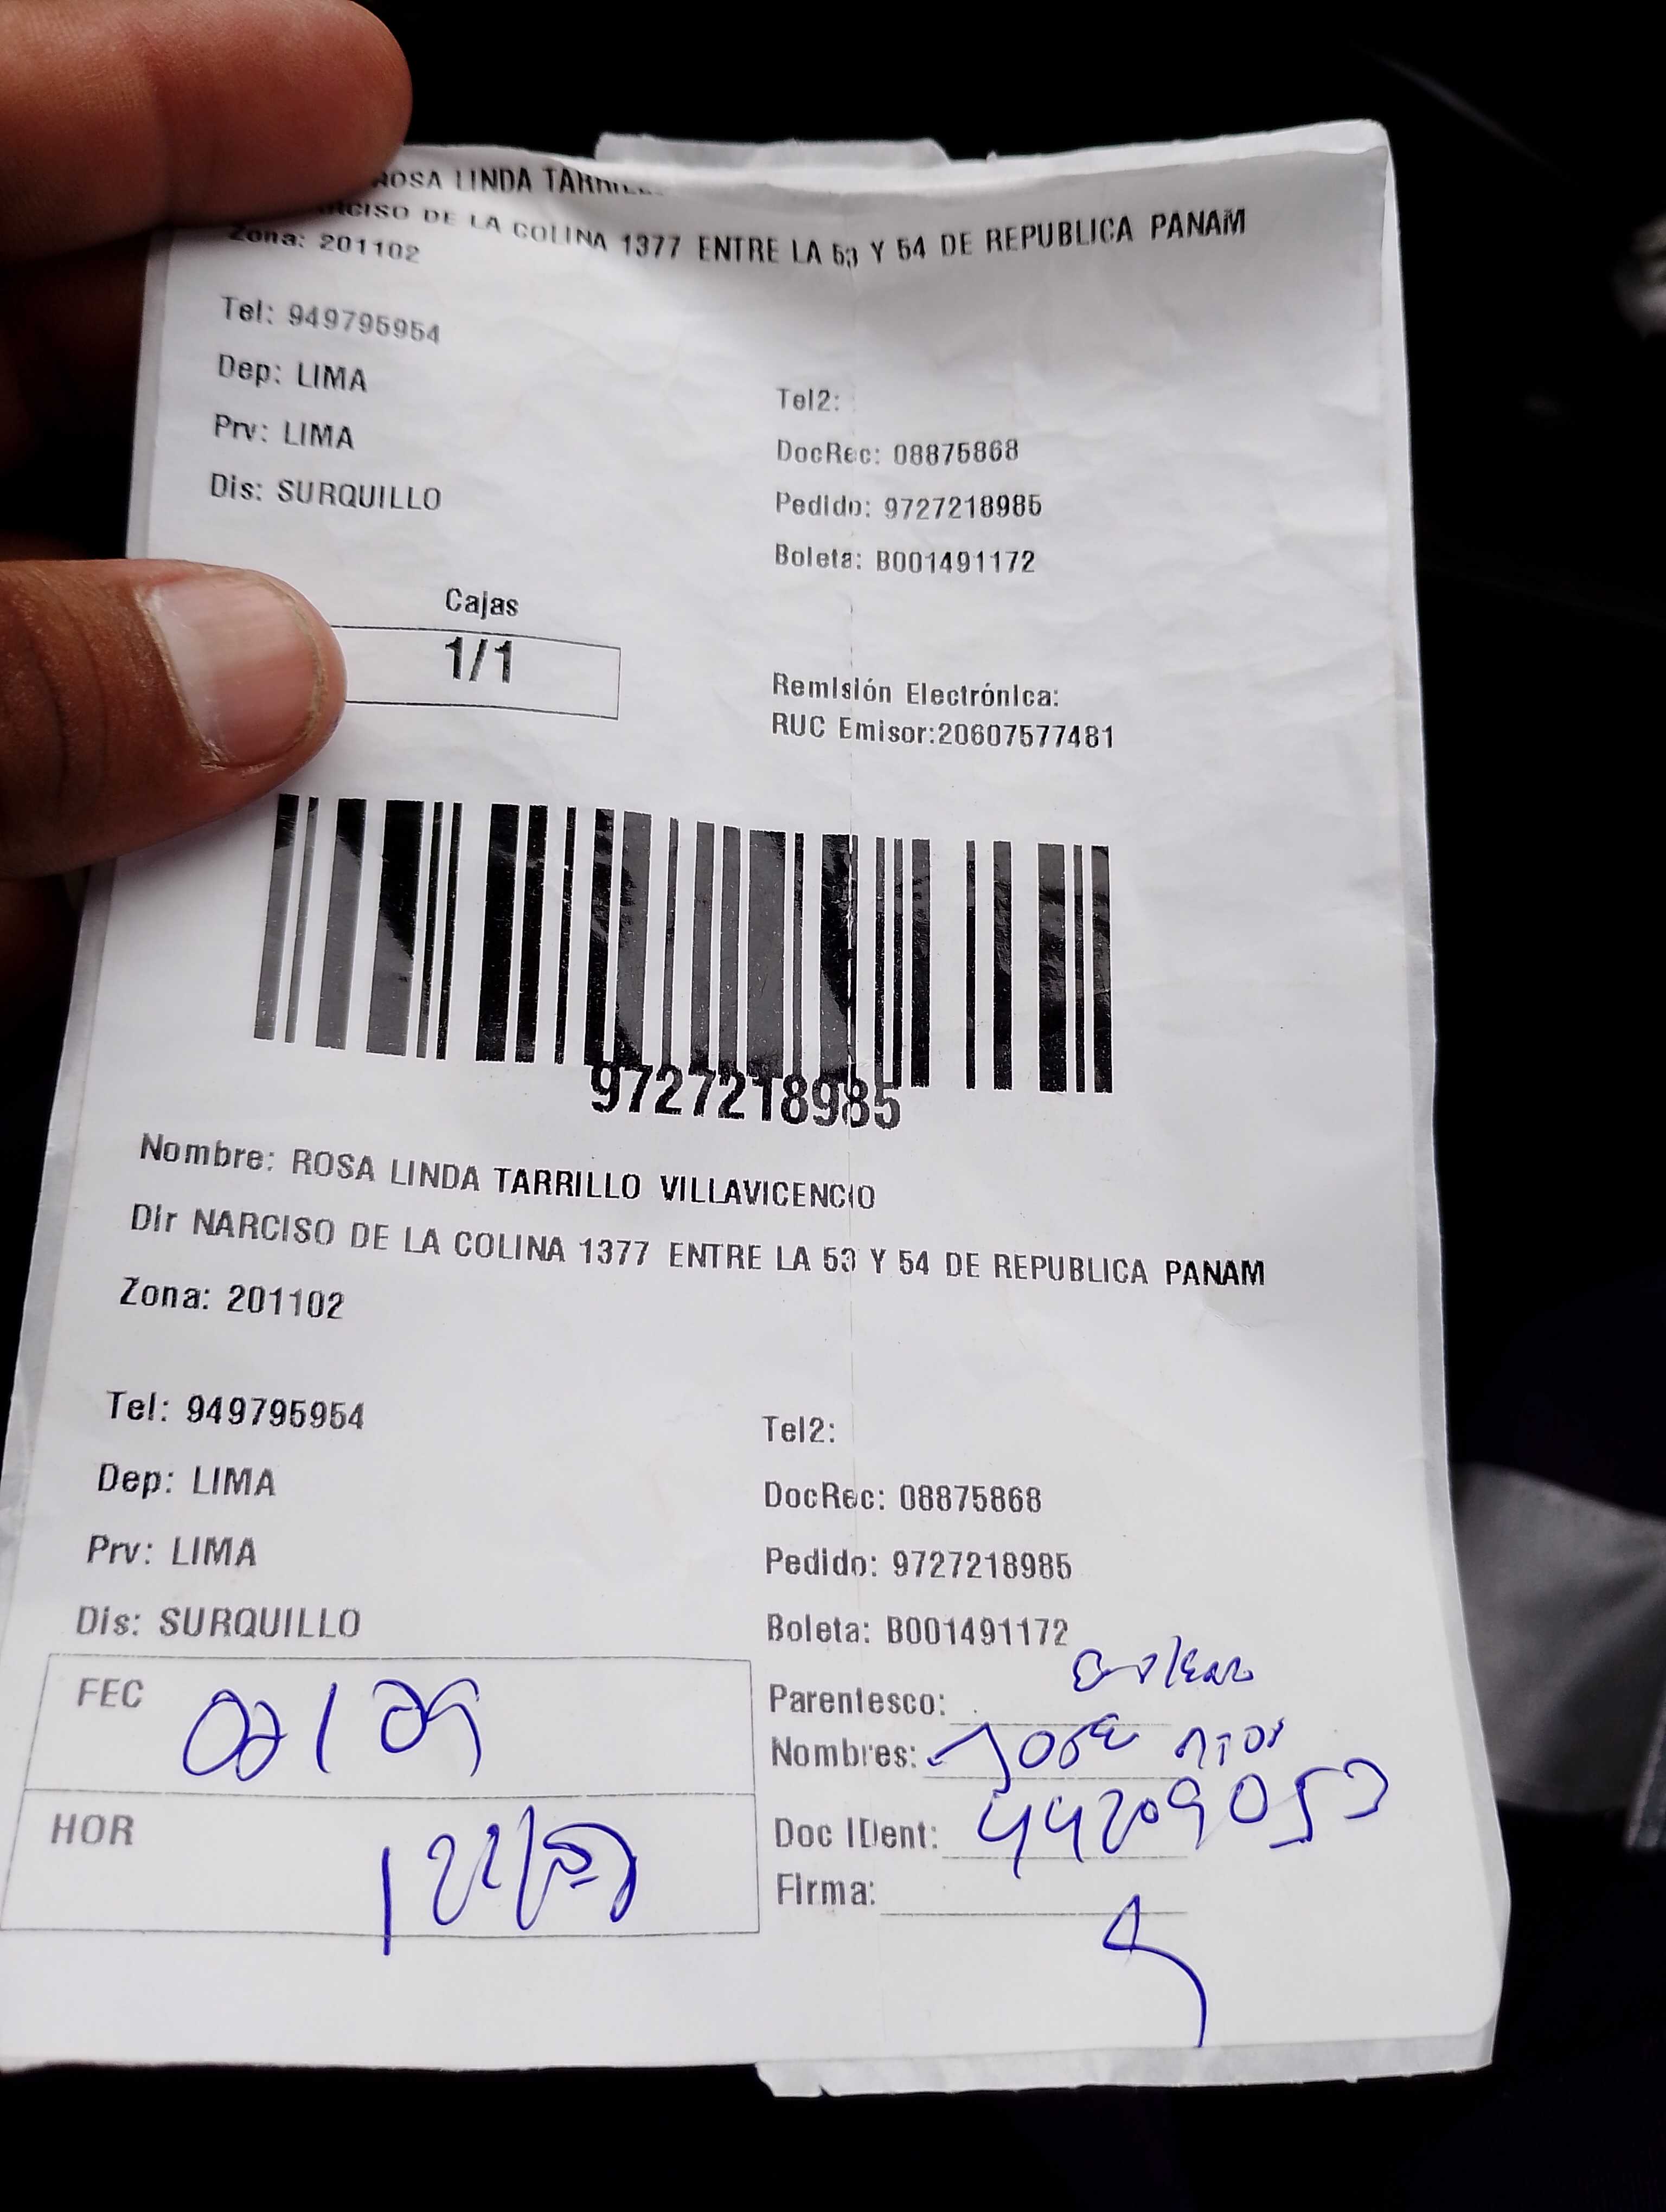 ROSA LINDA
DE LA COLINA 1377 ENTRE LA 53 Y 54 DE REPUBLICA PANAM
Zona: 201102
Tel: 949795954
Dep: LIMA
Tel2:
Prv: LIMA
DocRec: 08875868
Dis: SURQUILLO
Pedido: 9727218985
Boleta: B001491172
Cajas
1/1
Remisión Electrónica:
RUC Emisor:20607577481
9727218985
Nombre: ROSA LINDA TARRILLO VILLAVICENCIO
Dir NARCISO DE LA COLINA 1377 ENTRE LA 53 Y 54 DE REPUBLICA PANAM
Zona: 201102
Tel: 949795954
Tel2:
Dep: LIMA
DocRec: 08875868
Prv: LIMA
Pedido: 9727218985
Dis: SURQUILLO
Boleta: B001491172
FEC
Parentesco:
Nombres: Jose
HOR
Doc IDent: 44209053
Firma: